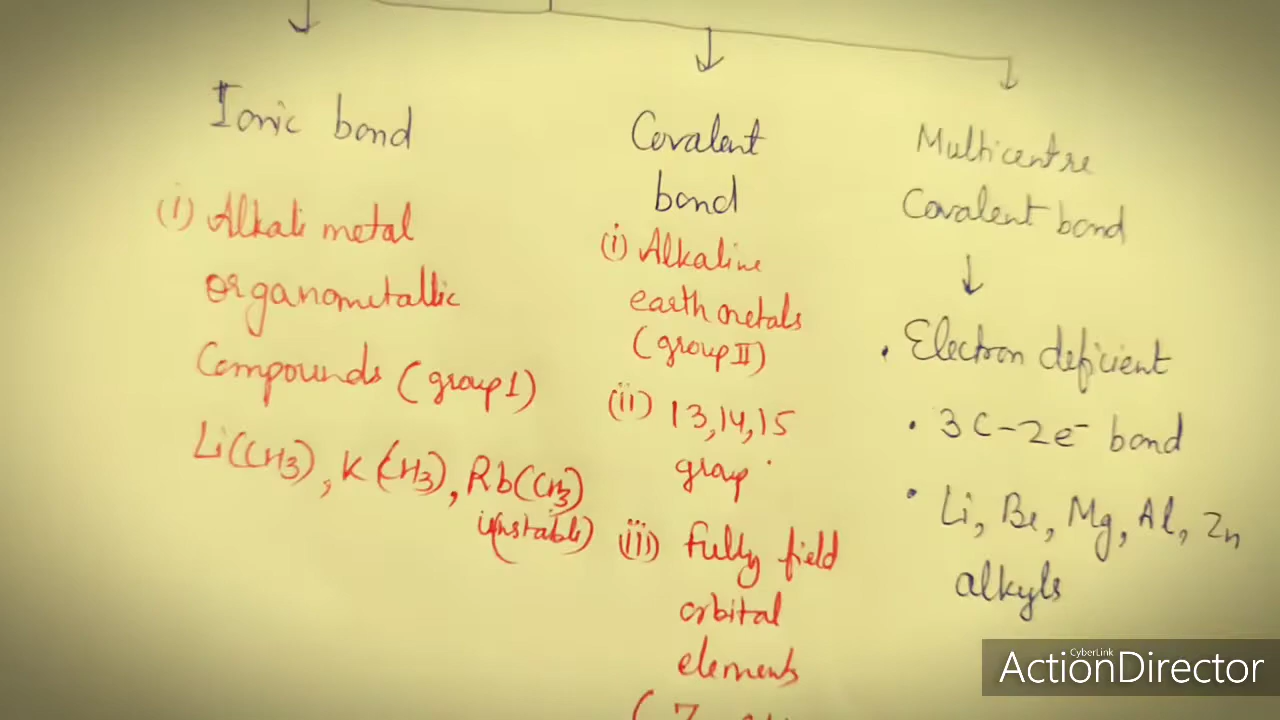 Ionic bond
(i) Alkali metal
organometallic
Compounds (group 1)
Li(CH3), K(CH3), Rb(CH3)
(unstable)
Covalent
bond
(i) Alkaline
earth metals
(group II)
(ii) 13,14,15
group
(iii) Fully field
orbital
elements
Multicentre
Covalent bond
• Electron deficient
• 3C-2e- bond
• Li, Be, Mg, Al, Zn
alkyls
CyberLink
ActionDirector